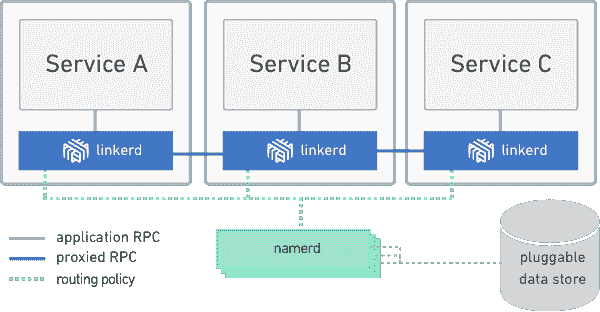 Service A
Service B
Service C
linkerd
linkerd
linkerd
namerd
application RPC
proxied RPC
routing policy
pluggable
data store